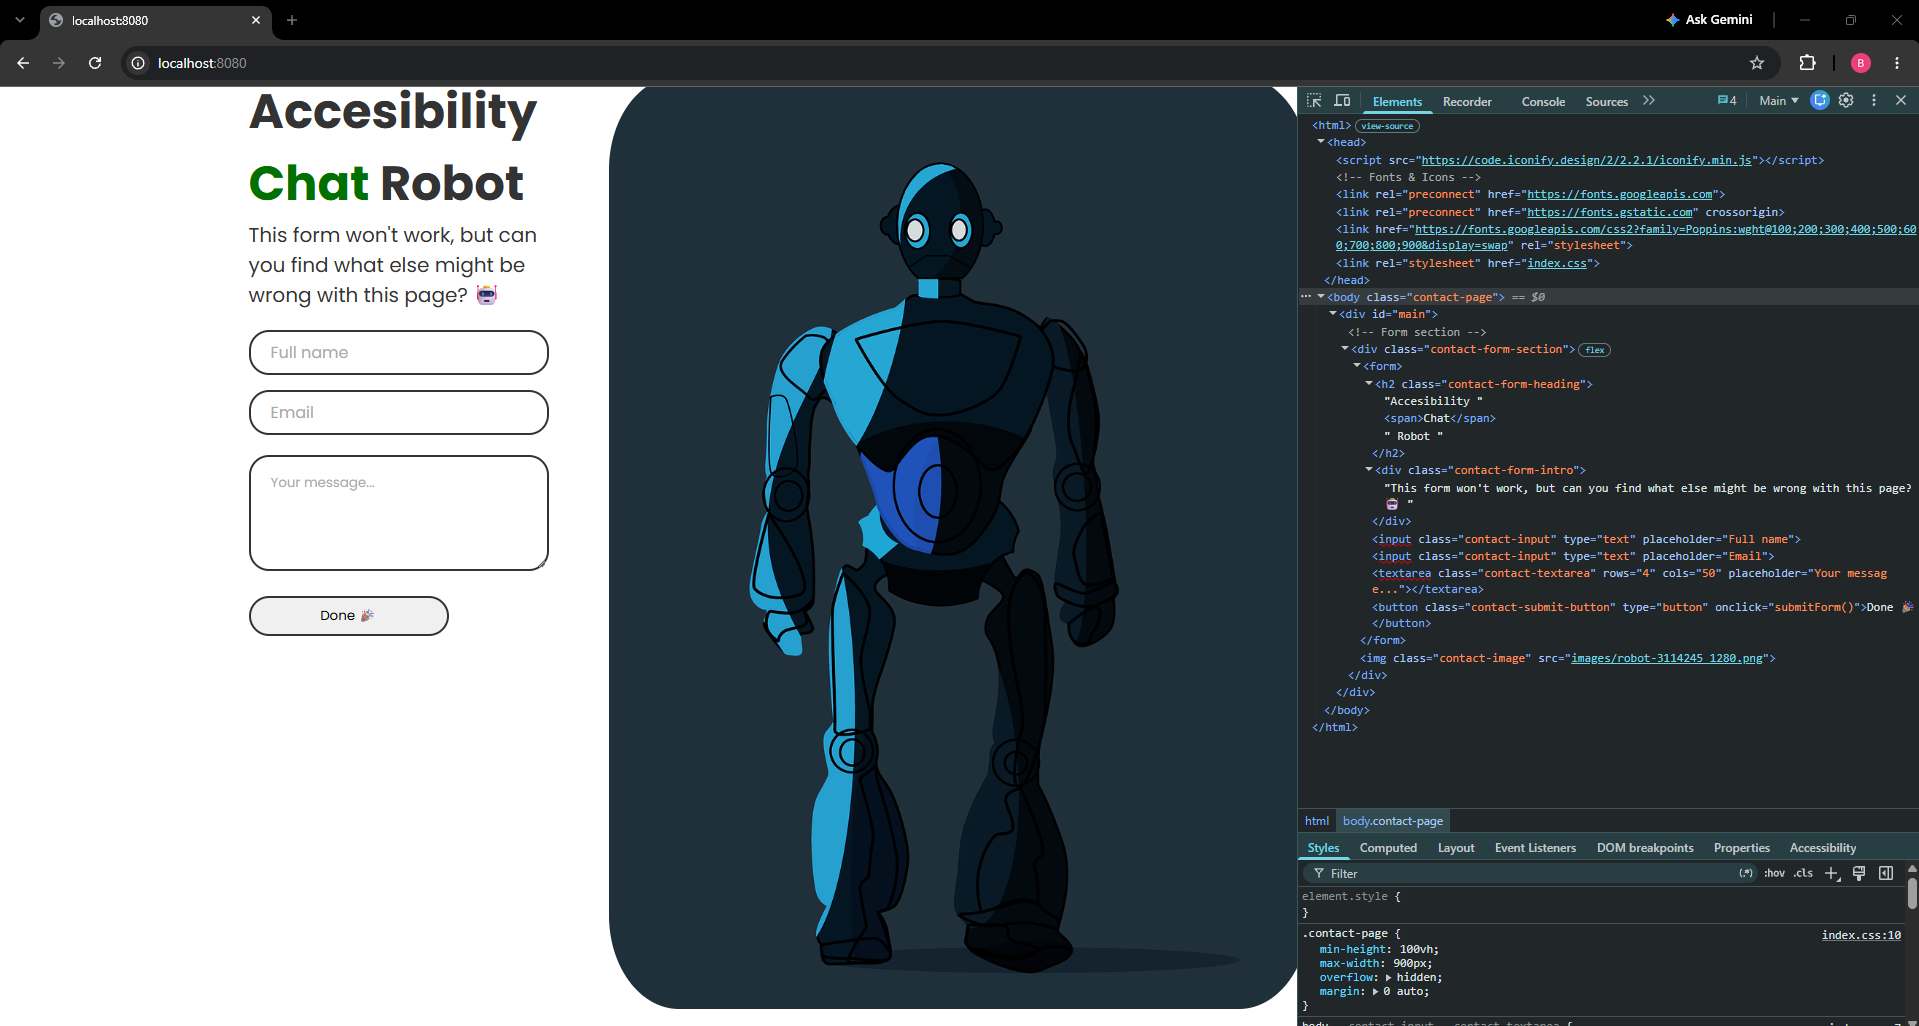 localhost:8080
Ask Gemini
localhost:8080
B
Accesibility
Chat Robot
This form won't work, but can
you find what else might be
wrong with this page? 🤖
Full name
Email
Your message...
Done 🎉
Elements Recorder Console Sources 4 Main
<html> view-source
<head>
<script src="https://code.iconify.design/2/2.2.1/iconify.min.js"></script>
<!-- Fonts & Icons -->
<link rel="preconnect" href="https://fonts.googleapis.com">
<link rel="preconnect" href="https://fonts.gstatic.com" crossorigin>
<link href="https://fonts.googleapis.com/css2?family=Poppins:wght@100;200;300;400;500;60
0;700;800;900&display=swap" rel="stylesheet">
<link rel="stylesheet" href="index.css">
</head>
<body class="contact-page"> == $0
<div id="main">
<!-- Form section -->
<div class="contact-form-section"> flex
<form>
<h2 class="contact-form-heading">
"Accesibility "
<span>Chat</span>
" Robot "
</h2>
<div class="contact-form-intro">
"This form won't work, but can you find what else might be wrong with this page?
🤖 "
</div>
<input class="contact-input" type="text" placeholder="Full name">
<input class="contact-input" type="text" placeholder="Email">
<textarea class="contact-textarea" rows="4" cols="50" placeholder="Your messag
e..."></textarea>
<button class="contact-submit-button" type="button" onclick="submitForm()">Done 🎉
</button>
</form>
<img class="contact-image" src="images/robot-3114245_1280.png">
</div>
</div>
</body>
</html>
html body.contact-page
Styles Computed Layout Event Listeners DOM breakpoints Properties Accessibility
Filter (.*) :hov .cls
element.style {
}
.contact-page { index.css:10
min-height: 100vh;
max-width: 900px;
overflow: hidden;
margin: 0 auto;
}